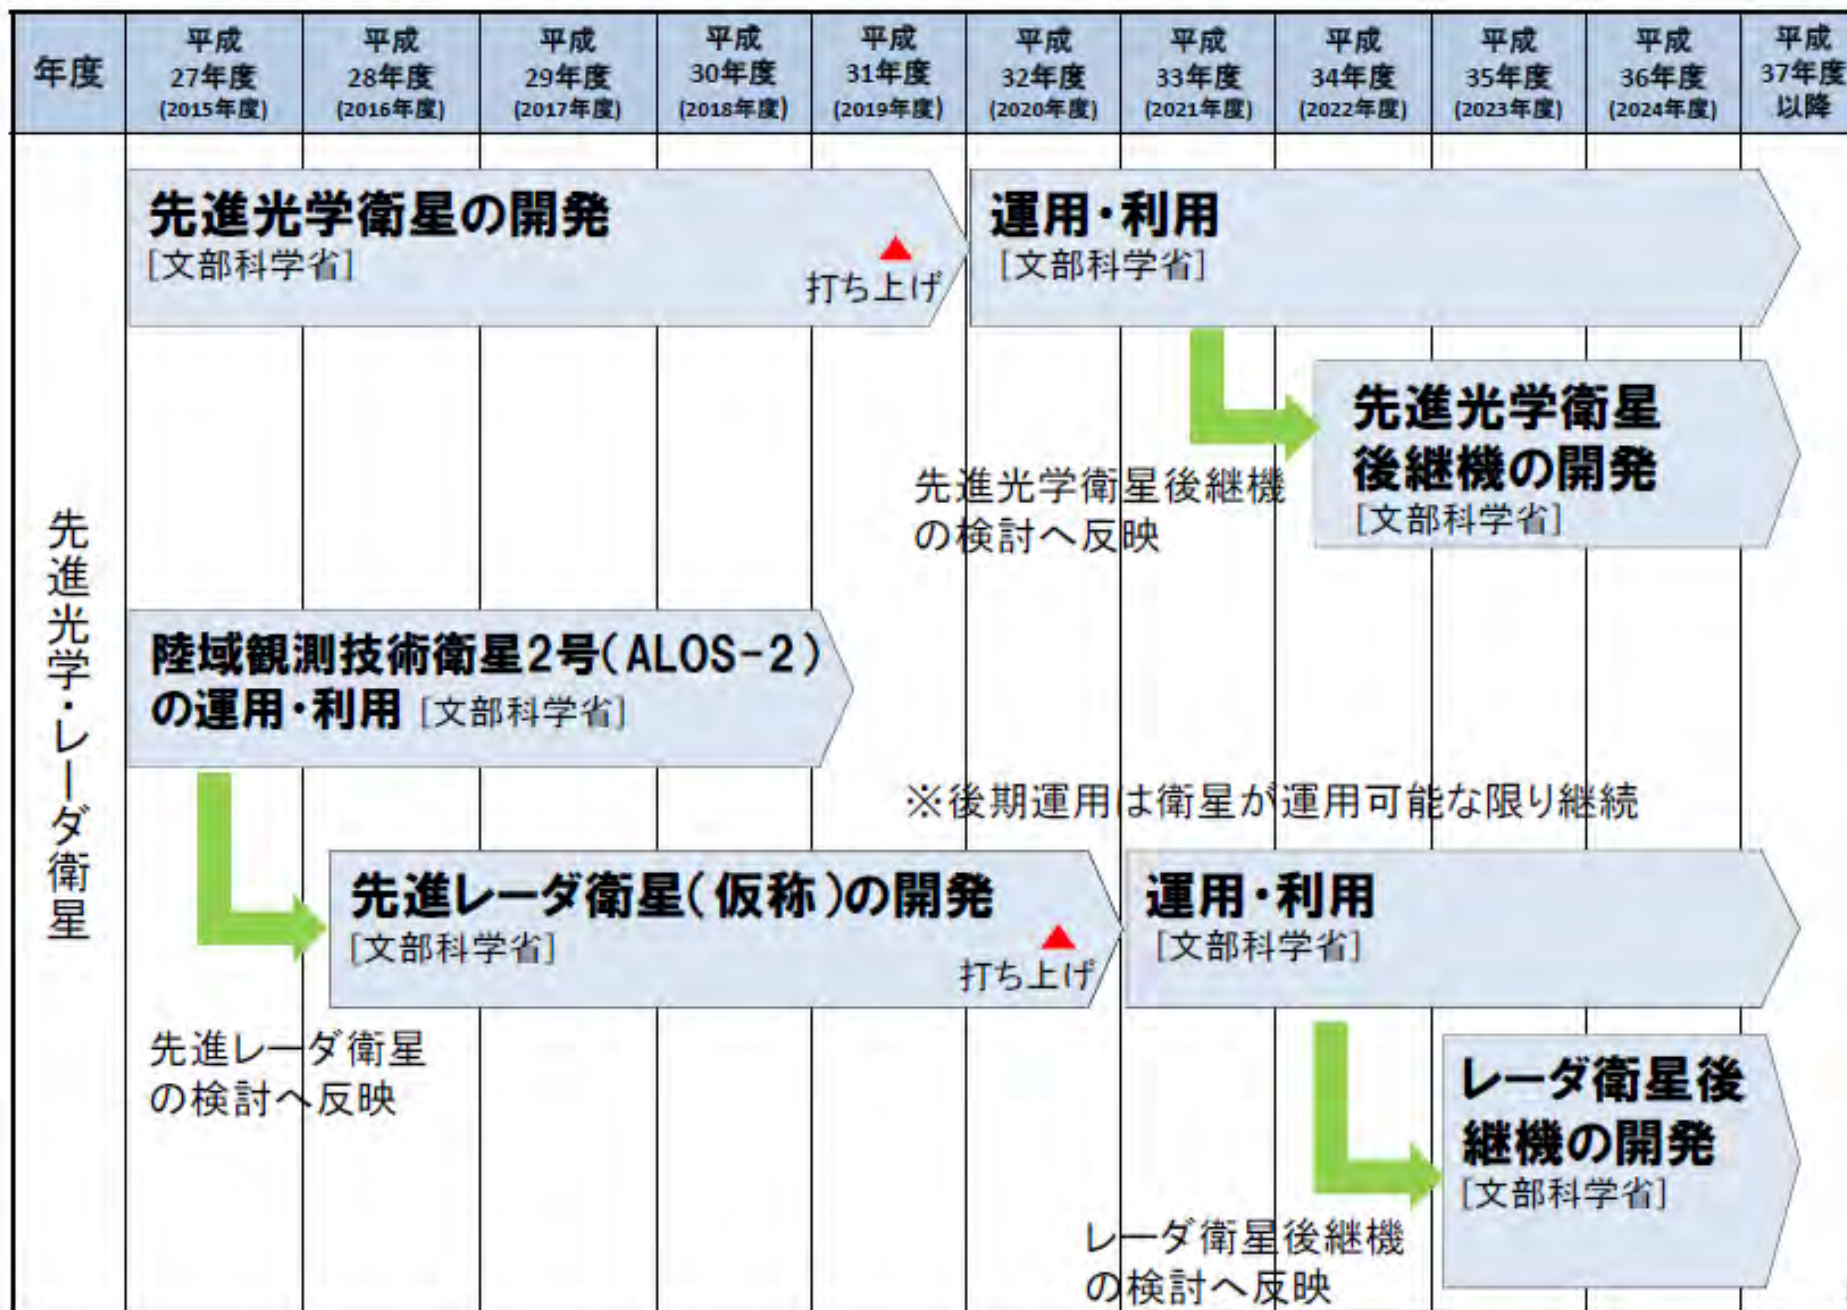 年度
平成
27年度
(2015年度)
平成
28年度
(2016年度)
平成
29年度
(2017年度)
平成
30年度
(2018年度)
平成
31年度
(2019年度)
平成
32年度
(2020年度)
平成
33年度
(2021年度)
平成
34年度
(2022年度)
平成
35年度
(2023年度)
平成
36年度
(2024年度)
平成
37年度
以降
先進光学・レーダ衛星
先進光学衛星の開発
[文部科学省]
打ち上げ
運用・利用
[文部科学省]
先進光学衛星後継機
の検討へ反映
先進光学衛星
後継機の開発
[文部科学省]
陸域観測技術衛星2号(ALOS-2)
の運用・利用 [文部科学省]
※後期運用は衛星が運用可能な限り継続
先進レーダ衛星
の検討へ反映
先進レーダ衛星(仮称)の開発
[文部科学省]
打ち上げ
運用・利用
[文部科学省]
レーダ衛星後継機
の検討へ反映
レーダ衛星後
継機の開発
[文部科学省]